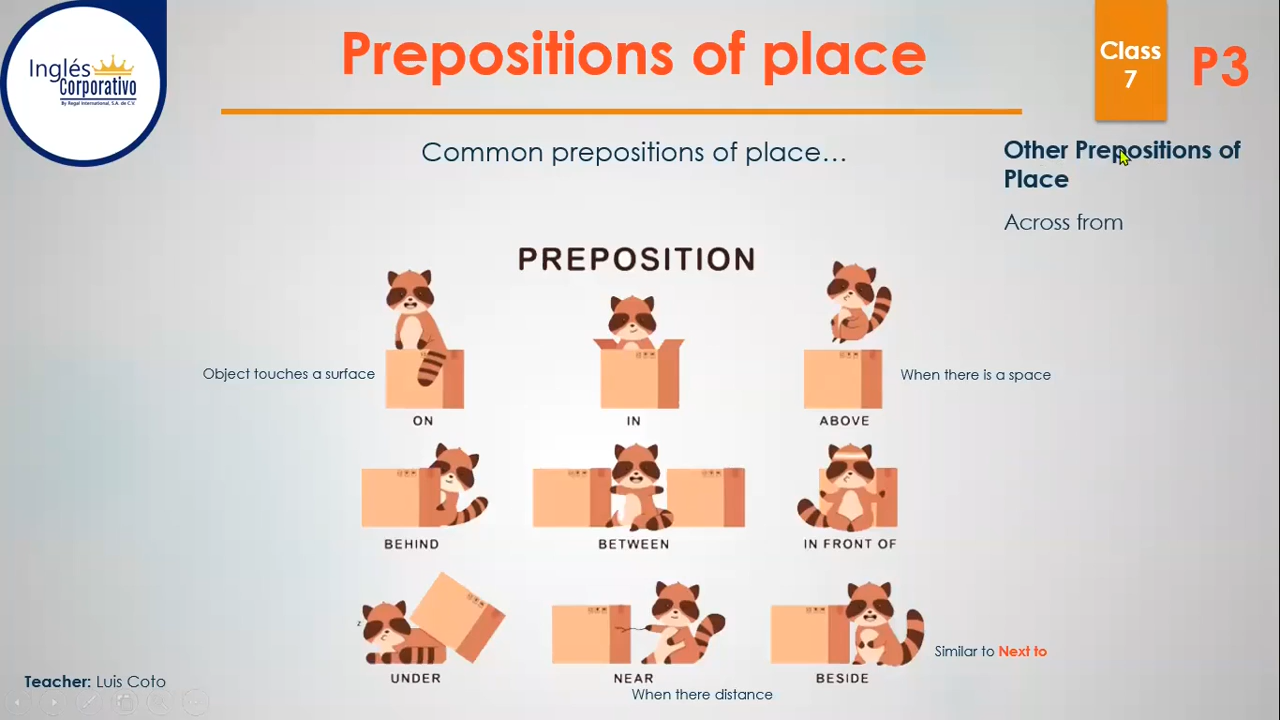 Inglés
Corporativo
By Regal International, S.A. de C.V.
Prepositions of place
Class
7
P3
Common prepositions of place…
Other Prepositions of
Place
Across from
PREPOSITION
Object touches a surface
When there is a space
ON
IN
ABOVE
BEHIND
BETWEEN
IN FRONT OF
z
Similar to Next to
UNDER
NEAR
BESIDE
When there distance
Teacher: Luis Coto